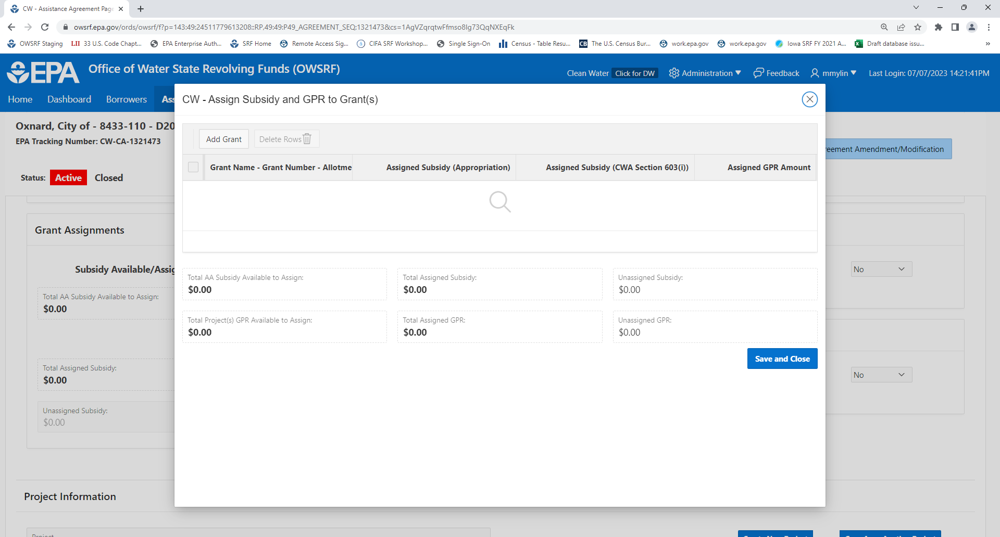 CW - Assistance Agreement Page
owsrf.epa.gov/ords/owsrf/f?p=143:49:24511779613208::RP,49:49:P49_AGREEMENT_SEQ:1321473&cs=1AgVZqrqtwFfmso8lg73QqNXEqFk
OWSRF Staging LII 33 U.S. Code Chapt... EPA Enterprise Auth... SRF Home Remote Access Sig... CIFA SRF Workshop... Single Sign-On Census - Table Resu... CB The U.S. Census Bur... work.epa.gov work.epa.gov Iowa SRF FY 2021 A... Draft database issu... »
EPA Office of Water State Revolving Funds (OWSRF)
Clean Water Click for DW Administration Feedback mmylin Last Login: 07/07/2023 14:21:41PM
Home Dashboard Borrowers Ass
CW - Assign Subsidy and GPR to Grant(s)
Oxnard, City of - 8433-110 - D20
EPA Tracking Number: CW-CA-1321473
Add Grant Delete Rows
reement Amendment/Modification
Grant Name - Grant Number - Allotme Assigned Subsidy (Appropriation) Assigned Subsidy (CWA Section 603(i)) Assigned GPR Amount
Status: Active Closed
Grant Assignments
Subsidy Available/Assig
No
Total AA Subsidy Available to Assign:
$0.00
Total Assigned Subsidy:
$0.00
Unassigned Subsidy:
$0.00
Total AA Subsidy Available to Assign:
$0.00
Total Project(s) GPR Available to Assign:
$0.00
Total Assigned GPR:
$0.00
Unassigned GPR:
$0.00
Save and Close
Total Assigned Subsidy:
$0.00
No
Unassigned Subsidy:
$0.00
Project Information